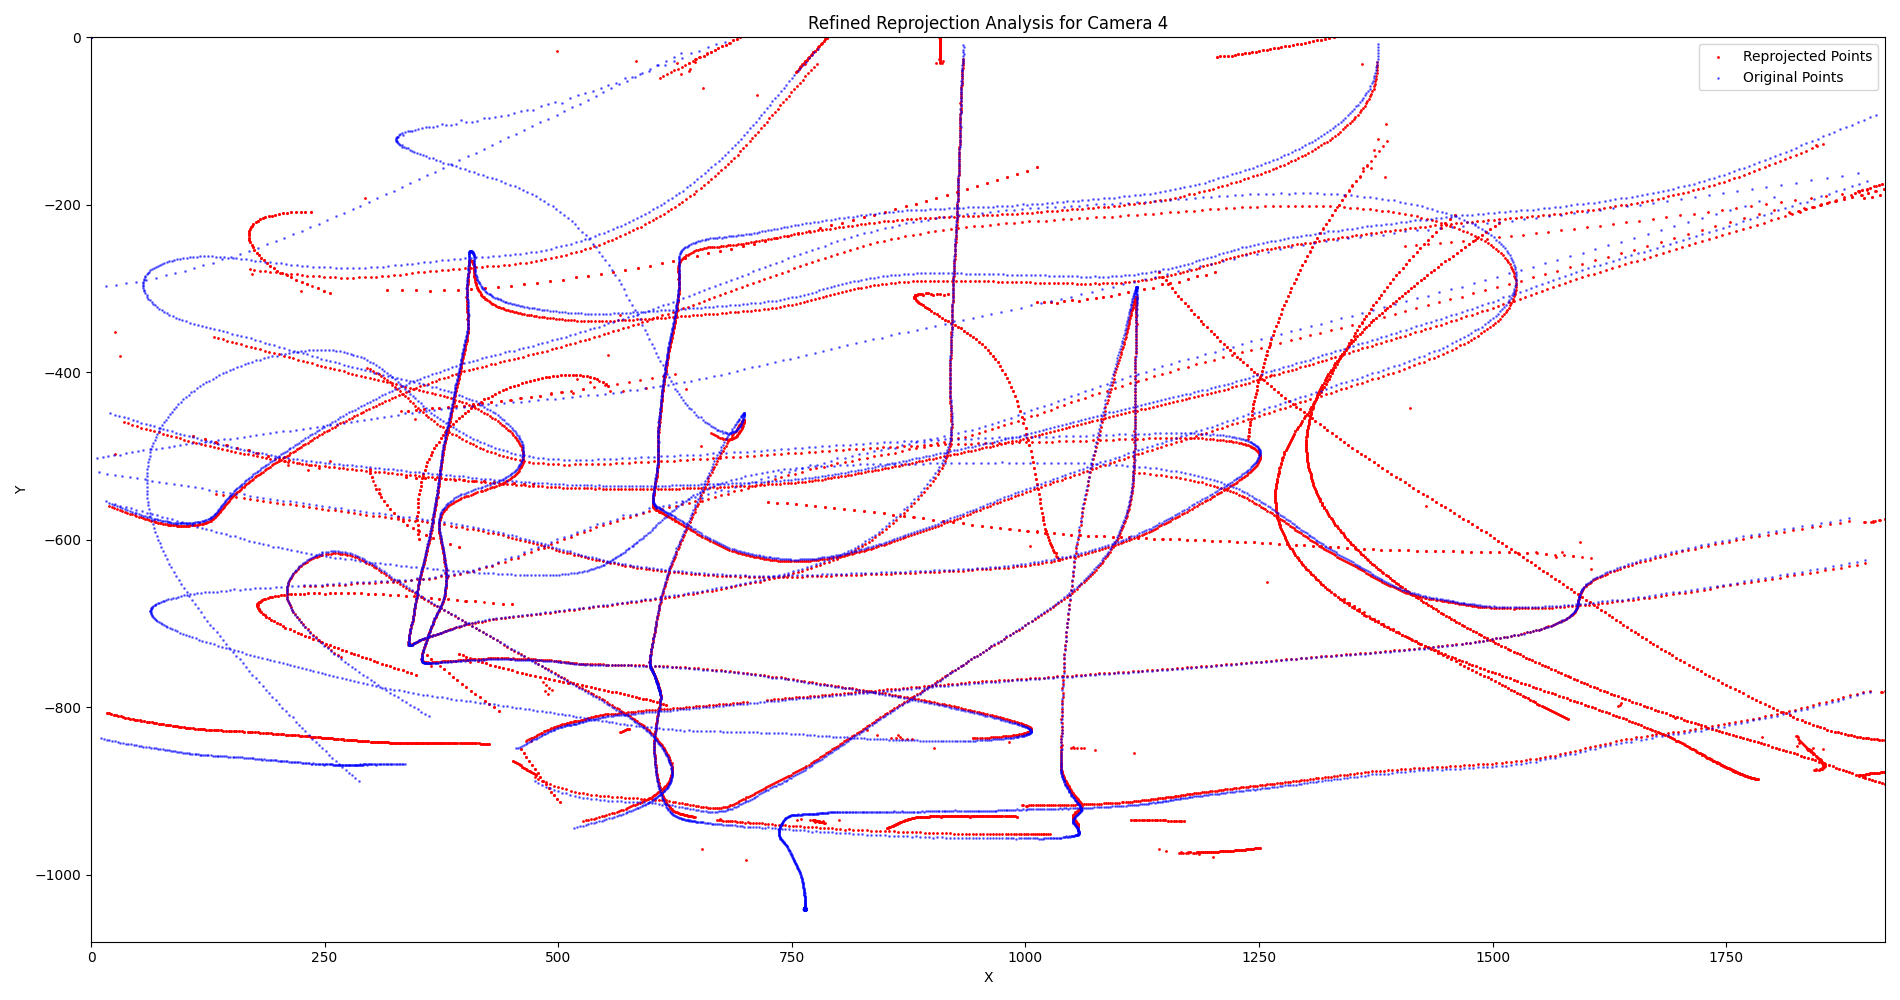 Refined Reprojection Analysis for Camera 4
Reprojected Points
Original Points
0
−200
−400
−600
−800
−1000
Y
0
250
500
750
1000
1250
1500
1750
X